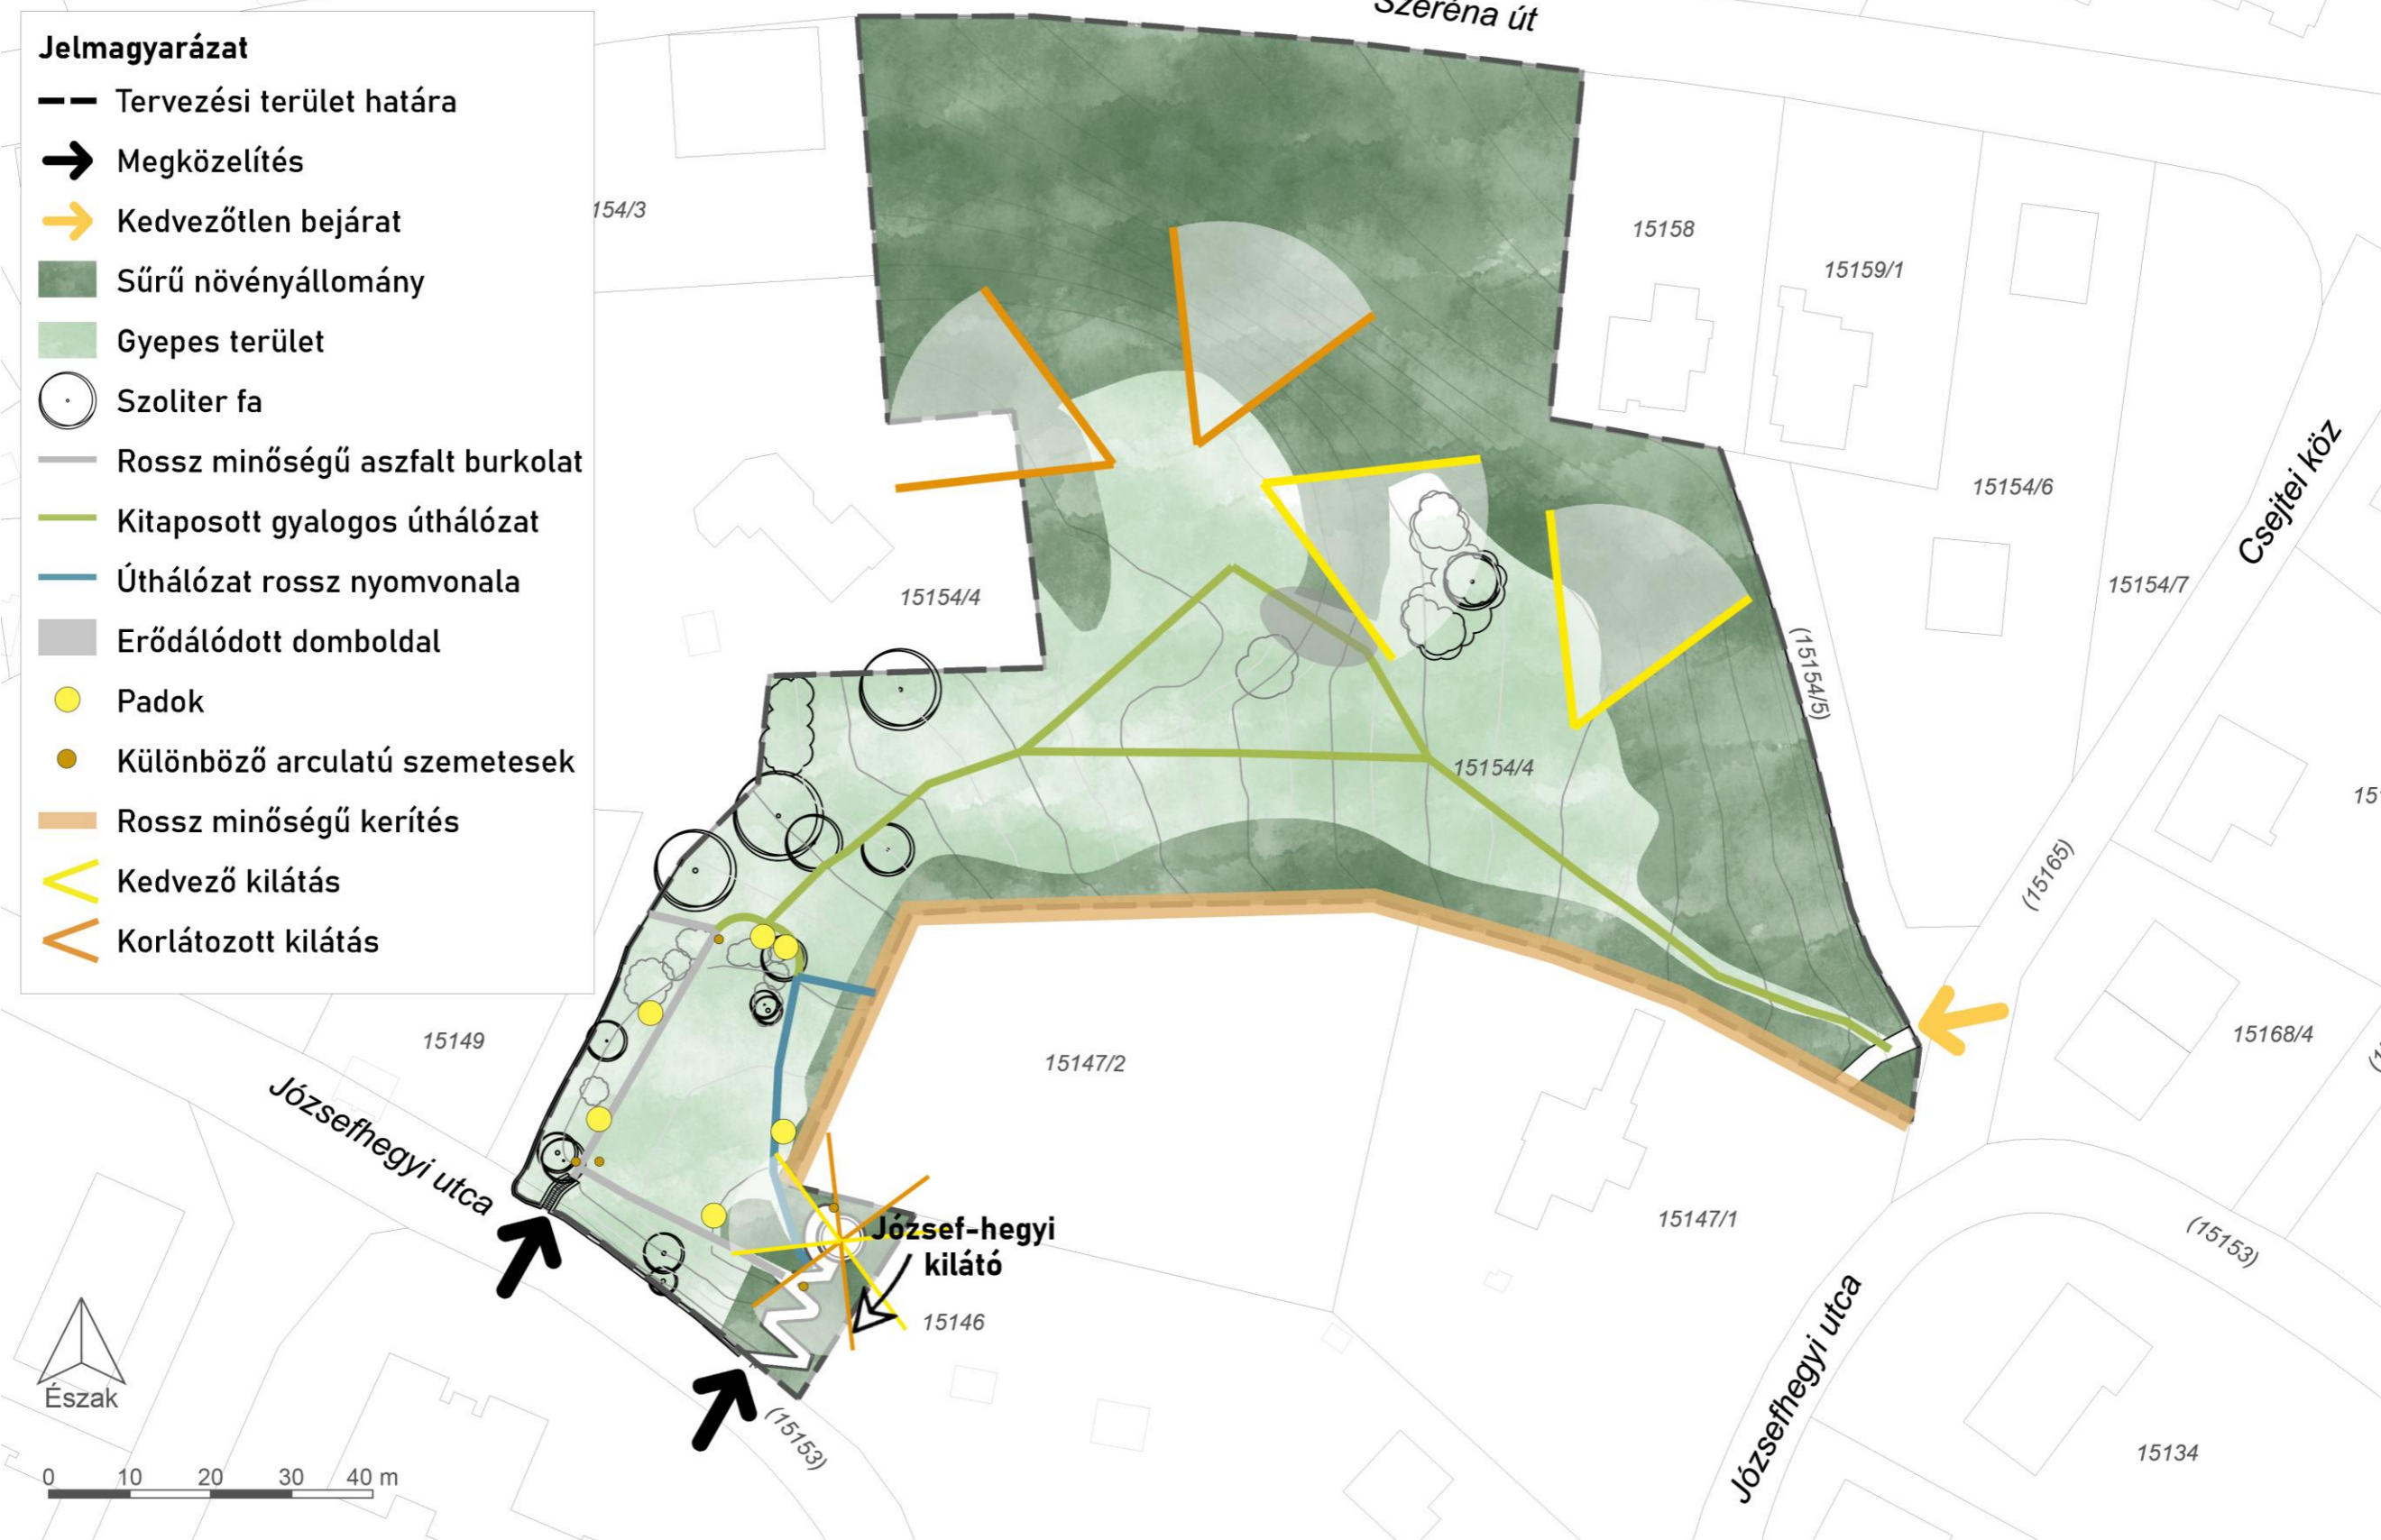 Jelmagyarázat
Tervezési terület határa
Megközelítés
Kedvezőtlen bejárat
Sűrű növényállomány
Gyepes terület
Szoliter fa
Rossz minőségű aszfalt burkolat
Kitaposott gyalogos úthálózat
Úthálózat rossz nyomvonala
Erődálódott domboldal
Padok
Különböző arculatú szemetesek
Rossz minőségű kerítés
Kedvező kilátás
Korlátozott kilátás
Szeréna út
154/3
15158
15159/1
15154/6
Csejtei köz
15154/7
15154/4
(15154/5)
15154/4
15
(15165)
15149
15147/2
15168/4
Józsefhegyi utca
József-hegyi
kilátó
15147/1
(15153)
15146
Józsefhegyi utca
Észak
(15153)
15134
0 10 20 30 40 m